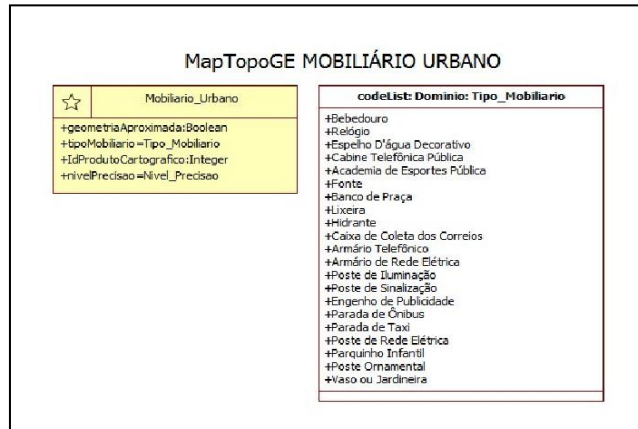 MapTopoGE MOBILIÁRIO URBANO
Mobiliario_Urbano
+geometriaAproximada:Boolean
+tipoMobiliario=Tipo_Mobiliario
+IdProdutoCartografico:Integer
+nivelPrecisao=Nivel_Precisao
codeList: Dominio: Tipo_Mobiliario
+Bebedouro
+Relógio
+Espelho D'água Decorativo
+Cabine Telefônica Pública
+Academia de Esportes Pública
+Fonte
+Banco de Praça
+Lixeira
+Hidrante
+Caixa de Coleta dos Correios
+Armário Telefônico
+Armário de Rede Elétrica
+Poste de Iluminação
+Poste de Sinalização
+Engenho de Publicidade
+Parada de Ônibus
+Parada de Taxi
+Poste de Rede Elétrica
+Parquinho Infantil
+Poste Ornamental
+Vaso ou Jardineira